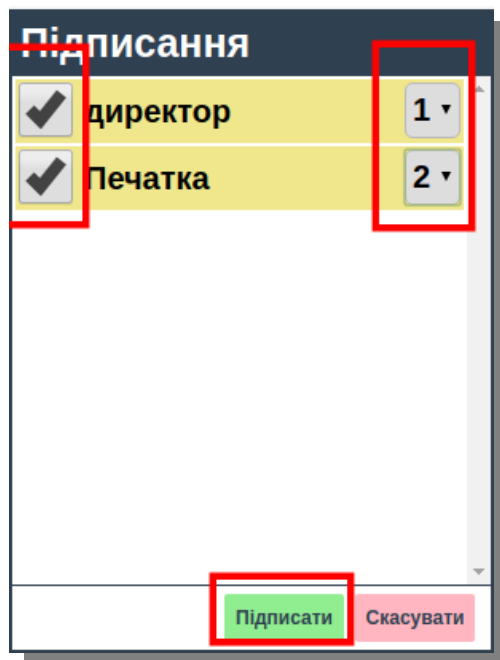 Підписання
директор 1
Печатка 2
Підписати Скасувати